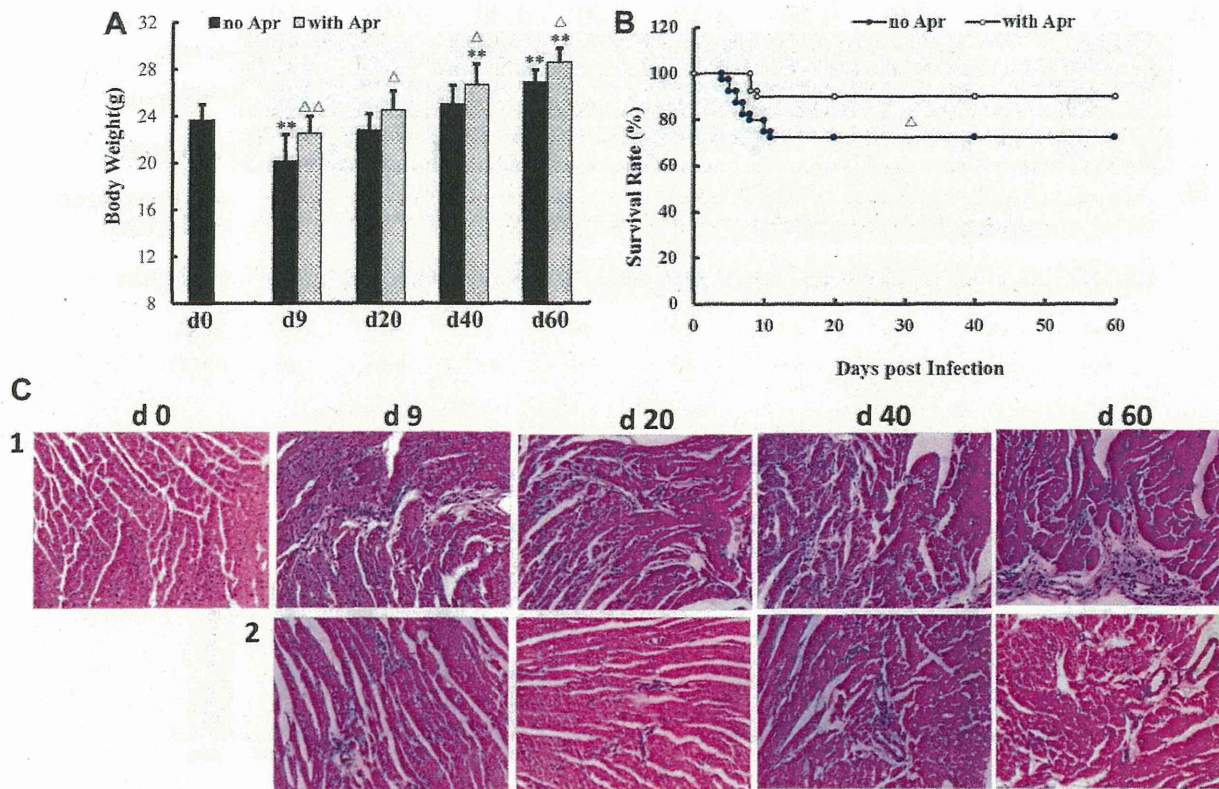 A
no Apr
with Apr
Body Weight(g)
32
28
24
20
16
12
8
**
△△
△
△
**
**
△
**
d0
d9
d20
d40
d60
B
no Apr
with Apr
Survival Rate (%)
120
100
80
60
40
20
0
△
0
10
20
30
40
50
60
Days post Infection
C
d 0
d 9
d 20
d 40
d 60
1
2